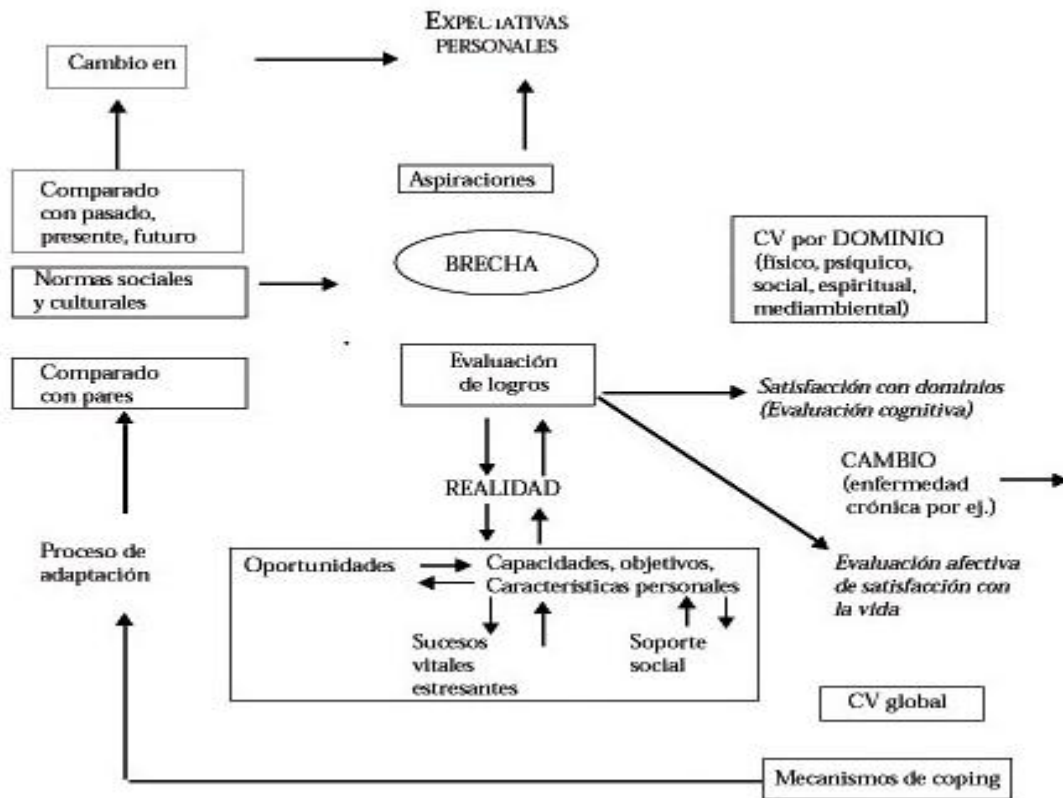 EXPECTATIVAS
PERSONALES
Cambio en
Aspiraciones
Comparado
con pasado,
presente, futuro
BRECHA
CV por DOMINIO
(físico, psíquico,
social, espiritual,
mediambiental)
Normas sociales
y culturales
Comparado
con pares
Evaluación
de logros
Satisfacción con dominios
(Evaluación cognitiva)
REALIDAD
CAMBIO
(enfermedad
crónica por ej.)
Proceso de
adaptación
Oportunidades
Capacidades, objetivos,
Características personales
Evaluación afectiva
de satisfacción con
la vida
Sucesos
vitales
estresantes
Soporte
social
CV global
Mecanismos de coping